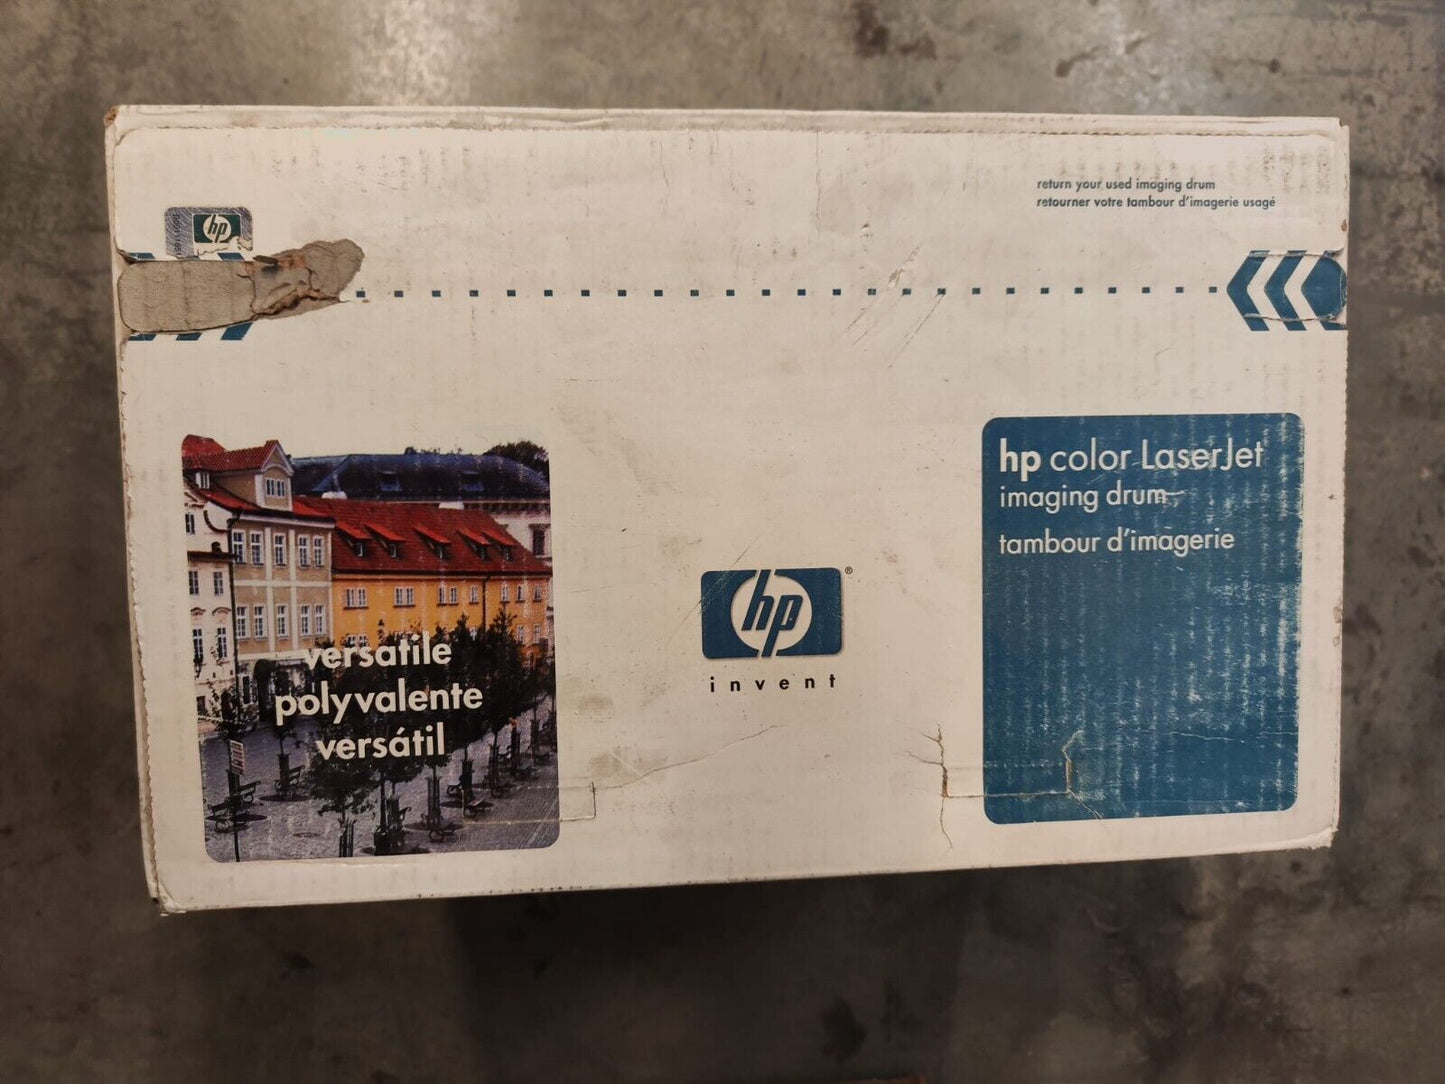 return your used imaging drum
retourner votre tambour d'imagerie usagé
hp
hp color LaserJet
imaging drum
tambour d'imagerie
versatile
polyvalente
versátil
hp®
invent